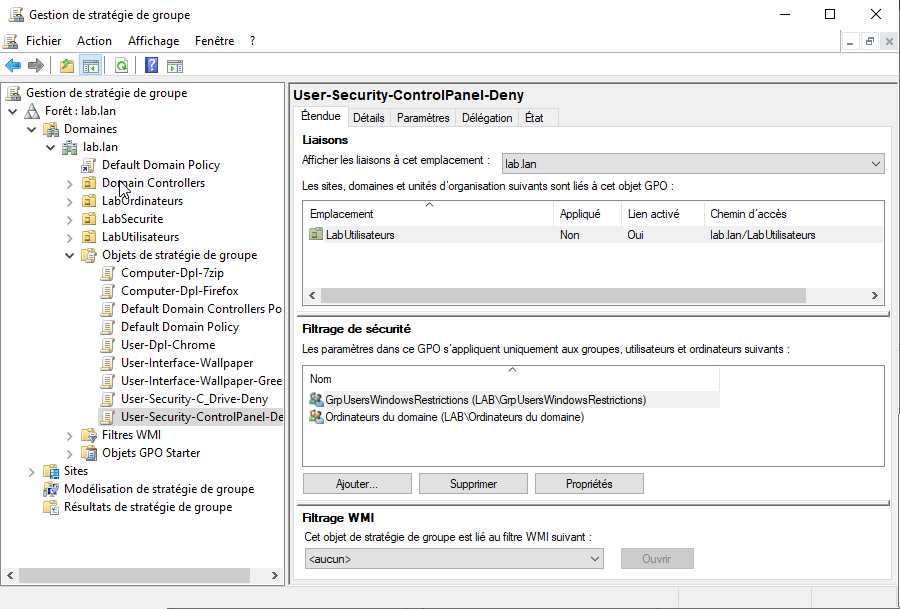 Gestion de stratégie de groupe
Fichier Action Affichage Fenêtre ?
Gestion de stratégie de groupe
Forêt : lab.lan
Domaines
lab.lan
Default Domain Policy
Domain Controllers
LabOrdinateurs
LabSecurite
LabUtilisateurs
Objets de stratégie de groupe
Computer-Dpl-7zip
Computer-Dpl-Firefox
Default Domain Controllers Po
Default Domain Policy
User-Dpl-Chrome
User-Interface-Wallpaper
User-Interface-Wallpaper-Gree
User-Security-C_Drive-Deny
User-Security-ControlPanel-De
Filtres WMI
Objets GPO Starter
Sites
Modélisation de stratégie de groupe
Résultats de stratégie de groupe
User-Security-ControlPanel-Deny
Étendue Détails Paramètres Délégation État
Liaisons
Afficher les liaisons à cet emplacement : lab.lan
Les sites, domaines et unités d'organisation suivants sont liés à cet objet GPO :
Emplacement Appliqué Lien activé Chemin d'accès
LabUtilisateurs Non Oui lab.lan/LabUtilisateurs
Filtrage de sécurité
Les paramètres dans ce GPO s'appliquent uniquement aux groupes, utilisateurs et ordinateurs suivants :
Nom
GrpUsersWindowsRestrictions (LAB\GrpUsersWindowsRestrictions)
Ordinateurs du domaine (LAB\Ordinateurs du domaine)
Ajouter... Supprimer Propriétés
Filtrage WMI
Cet objet de stratégie de groupe est lié au filtre WMI suivant :
<aucun> Ouvrir